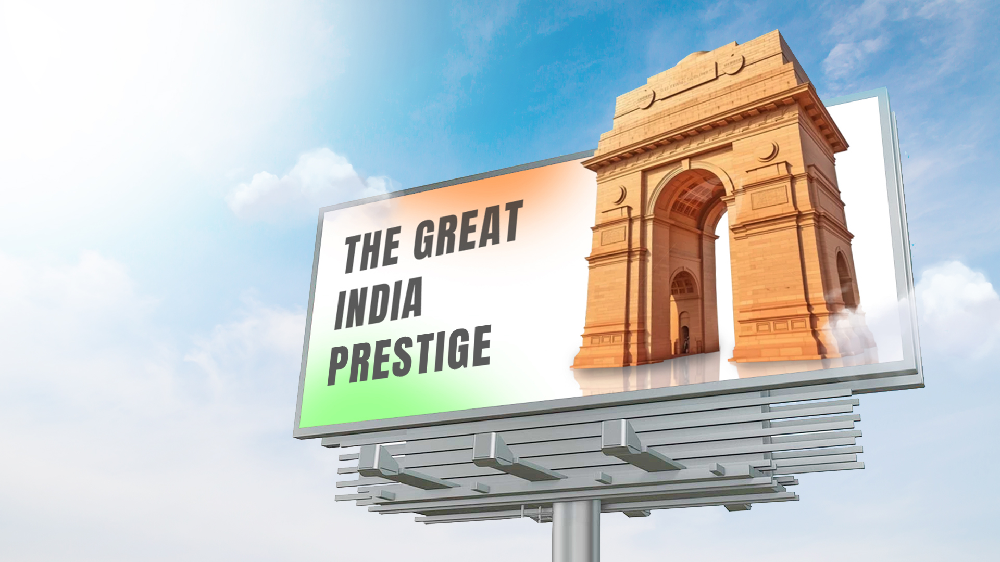 THE GREAT
INDIA
PRESTIGE